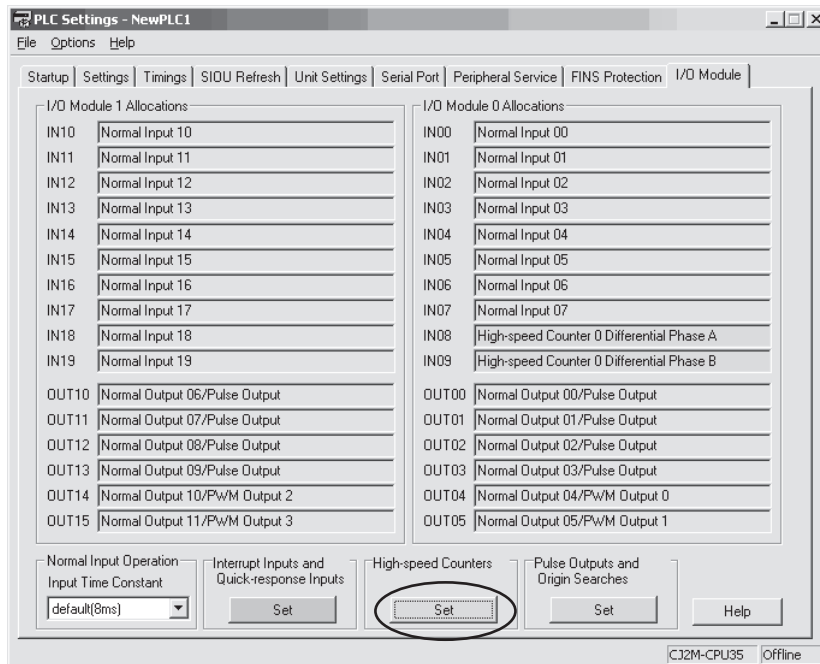 PLC Settings - NewPLC1
File Options Help
Startup Settings Timings SIOU Refresh Unit Settings Serial Port Peripheral Service FINS Protection I/O Module
I/O Module 1 Allocations
IN10 Normal Input 10
IN11 Normal Input 11
IN12 Normal Input 12
IN13 Normal Input 13
IN14 Normal Input 14
IN15 Normal Input 15
IN16 Normal Input 16
IN17 Normal Input 17
IN18 Normal Input 18
IN19 Normal Input 19
OUT10 Normal Output 06/Pulse Output
OUT11 Normal Output 07/Pulse Output
OUT12 Normal Output 08/Pulse Output
OUT13 Normal Output 09/Pulse Output
OUT14 Normal Output 10/PWM Output 2
OUT15 Normal Output 11/PWM Output 3
I/O Module 0 Allocations
IN00 Normal Input 00
IN01 Normal Input 01
IN02 Normal Input 02
IN03 Normal Input 03
IN04 Normal Input 04
IN05 Normal Input 05
IN06 Normal Input 06
IN07 Normal Input 07
IN08 High-speed Counter 0 Differential Phase A
IN09 High-speed Counter 0 Differential Phase B
OUT00 Normal Output 00/Pulse Output
OUT01 Normal Output 01/Pulse Output
OUT02 Normal Output 02/Pulse Output
OUT03 Normal Output 03/Pulse Output
OUT04 Normal Output 04/PWM Output 0
OUT05 Normal Output 05/PWM Output 1
Normal Input Operation
Input Time Constant
default(8ms)
Interrupt Inputs and
Quick-response Inputs
Set
High-speed Counters
Set
Pulse Outputs and
Origin Searches
Set
Help
CJ2M-CPU35 Offline